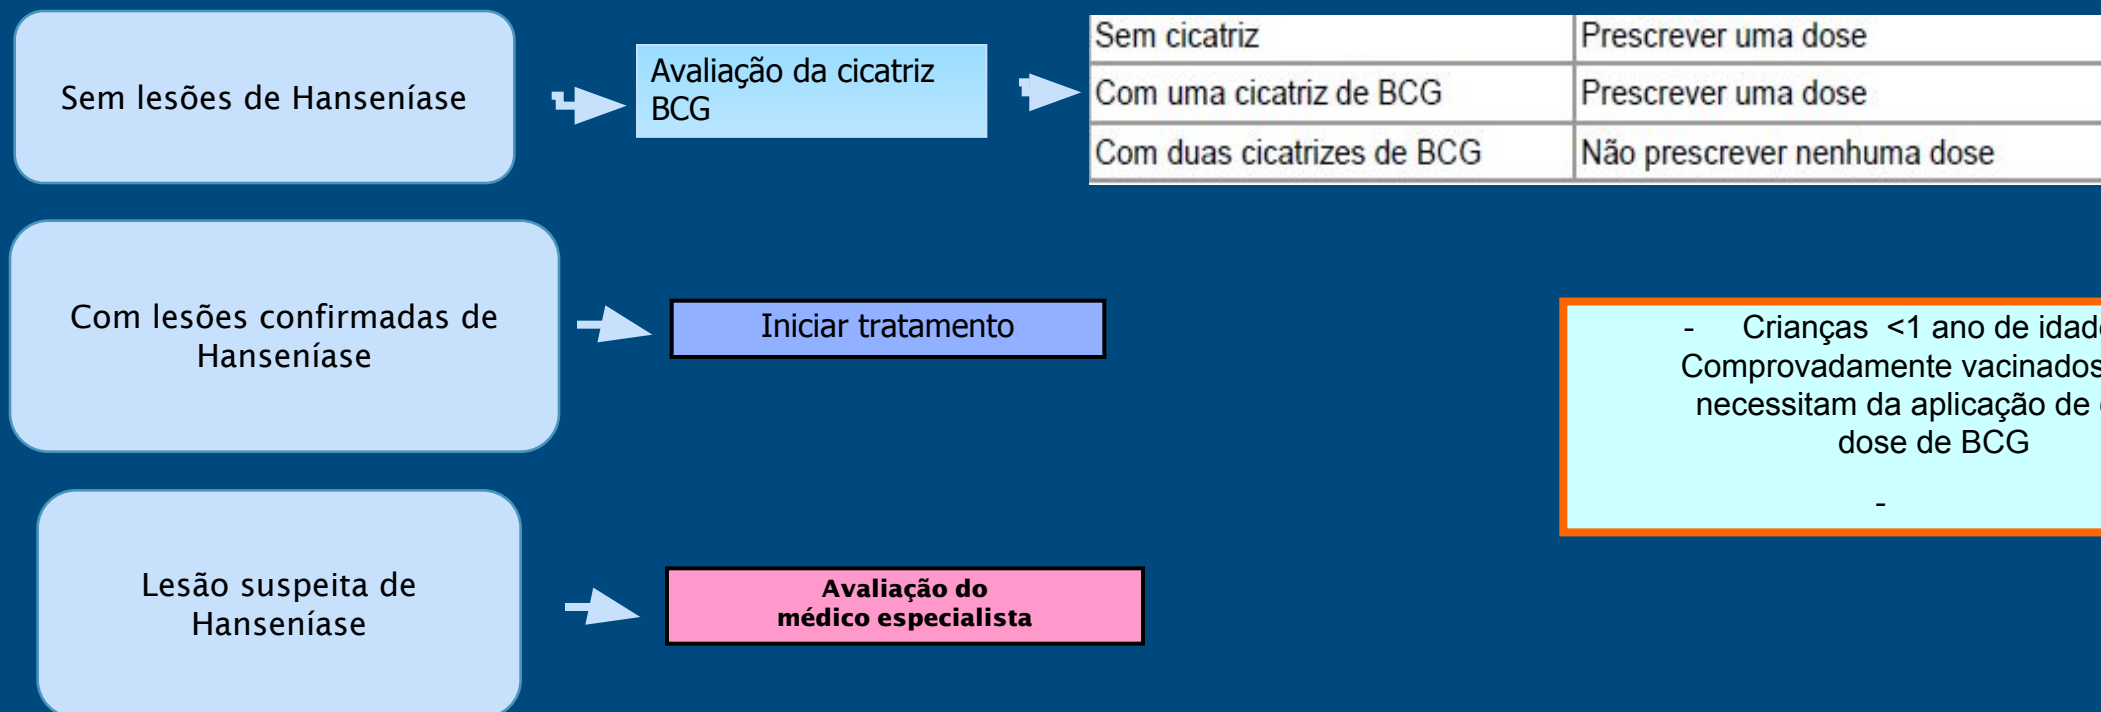 Sem lesões de Hanseníase
Avaliação da cicatriz
BCG
Sem cicatriz
Prescrever uma dose
Com uma cicatriz de BCG
Prescrever uma dose
Com duas cicatrizes de BCG
Não prescrever nenhuma dose
Com lesões confirmadas de
Hanseníase
Iniciar tratamento
- Crianças <1 ano de
Comprovadamente vacinados
necessitam da aplicação de
dose de BCG
-
Lesão suspeita de
Hanseníase
Avaliação do
médico especialista